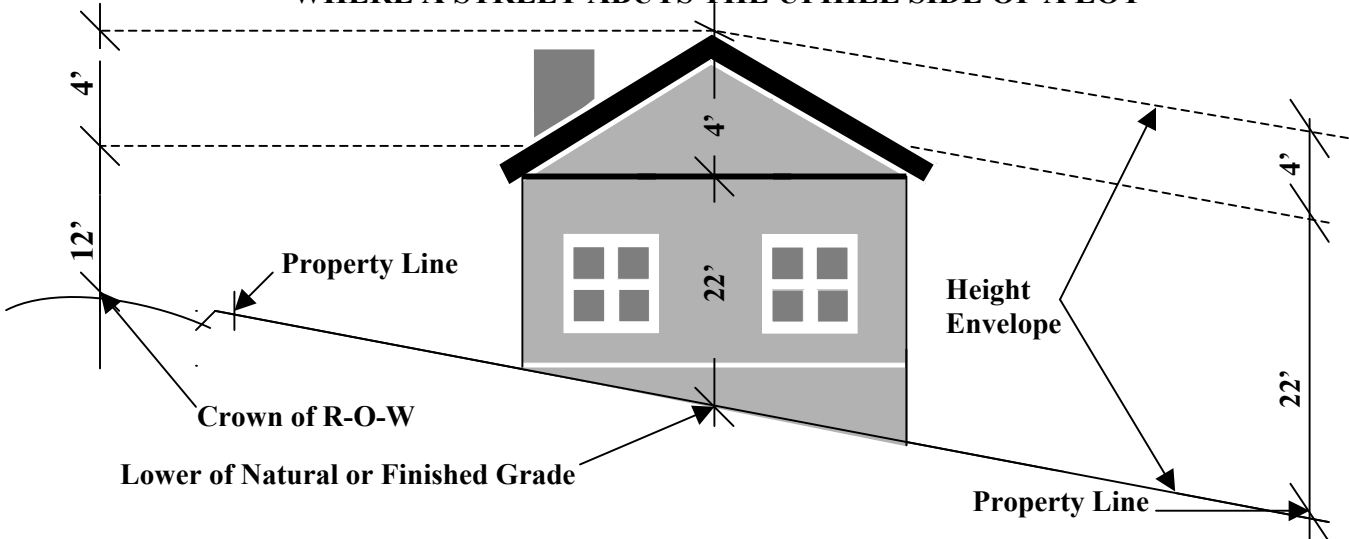 WHERE A STREET ABUTS THE UPHILL SIDE OF A LOT
4’
4’
4’
12’
Property Line
22’
Height
Envelope
22’
Crown of R-O-W
Lower of Natural or Finished Grade
Property Line